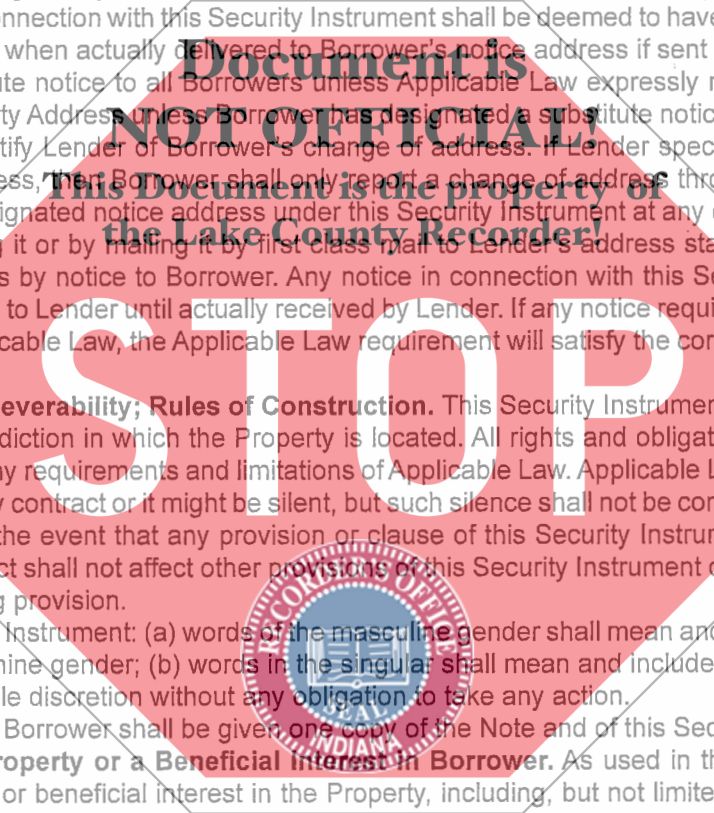 onnection with this Security Instrument shall be deemed to have
when actually delivered to Borrower's notice address if sent
Document is
ute notice to all Borrowers unless Applicable Law expressly
ty Address unless Borrower has designated a substitute notic
NOT OFFICIAL!
tify Lender of Borrower's change of address. If Lender spec
ess, then Borrower shall only report a change of address thr
This Document is the property of
signated notice address under this Security Instrument at any
the Lake County Recorder!
g it or by mailing it by first class mail to Lender's address sta
s by notice to Borrower. Any notice in connection with this Se
to Lender until actually received by Lender. If any notice requi
icable Law, the Applicable Law requirement will satisfy the cor
STOP
everability; Rules of Construction. This Security Instrumen
diction in which the Property is located. All rights and obligat
ny requirements and limitations of Applicable Law. Applicable L
y contract or it might be silent, but such silence shall not be con
the event that any provision or clause of this Security Instrum
ct shall not affect other provisions of this Security Instrument
g provision.
Instrument: (a) words of the masculine gender shall mean and
nine gender; (b) words in the singular shall mean and include
le discretion without any obligation to take any action.
Borrower shall be given one copy of the Note and of this Sec
roperty or a Beneficial Interest in Borrower. As used in th
or beneficial interest in the Property, including, but not limite
RECORDER'S OFFICE
SEAL
INDIANA